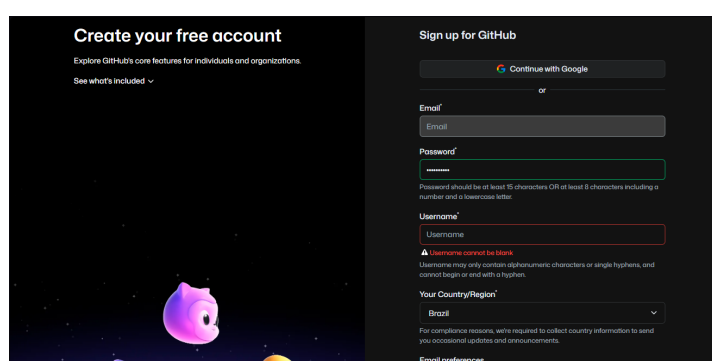 Create your free account
Explore GitHub's core features for individuals and organizations.
See what's included
Sign up for GitHub
Continue with Google
or
Email*
Email
Password*
Password should be at least 15 characters OR at least 8 characters including a
number and a lowercase letter.
Username*
Username
Username cannot be blank
Username may only contain alphanumeric characters or single hyphens, and
cannot begin or end with a hyphen.
Your Country/Region*
Brazil
For compliance reasons, we're required to collect country information to send
you occasional updates and announcements.
Email preferences